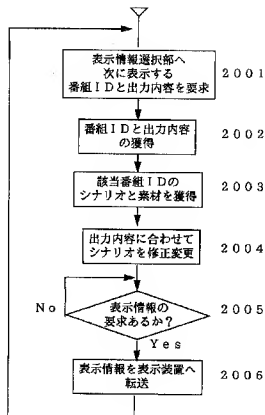 表示情報選択部へ
次に表示する
番組IDと出力内容を要求
2001
番組IDと出力内容
の獲得
2002
該当番組IDの
シナリオと素材を獲得
2003
出力内容に合わせて
シナリオを修正変更
2004
No
表示情報の
要求あるか?
2005
Yes
表示情報を表示装置へ
転送
2006